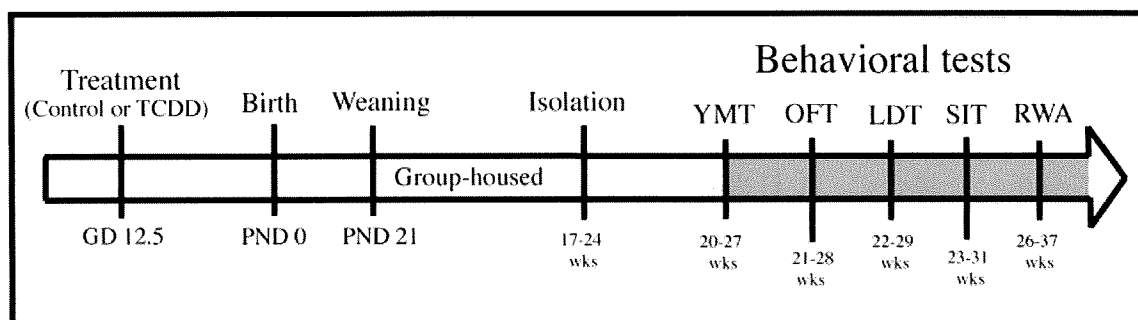 Behavioral tests
Treatment
(Control or TCDD)
Birth
Weaning
Isolation
YMT
OFT
LDT
SIT
RWA
Group-housed
GD 12.5
PND 0
PND 21
17-24
wks
20-27
wks
21-28
wks
22-29
wks
23-31
wks
26-37
wks